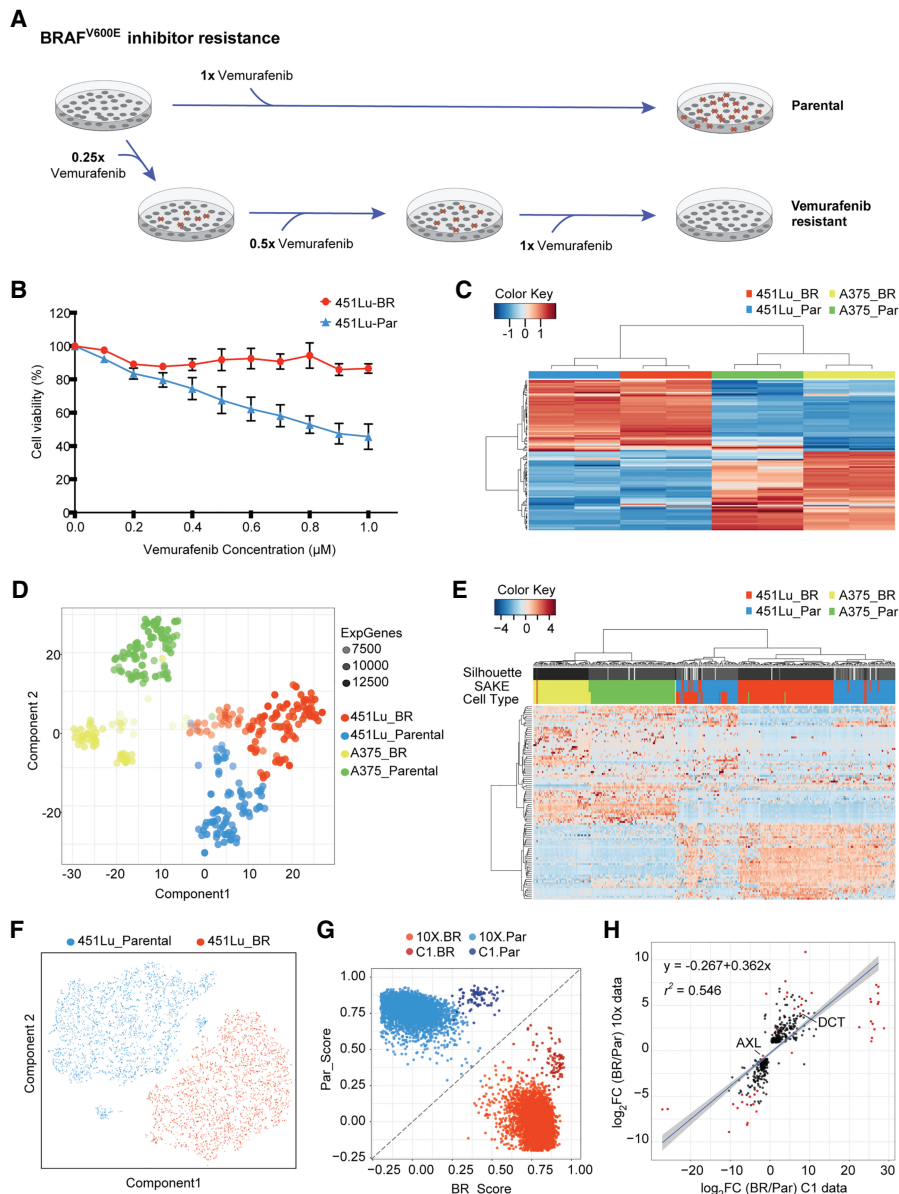 A
BRAFV600E inhibitor resistance
1x Vemurafenib
Parental
0.25x
Vemurafenib
0.5x Vemurafenib
1x Vemurafenib
Vemurafenib
resistant
B
451Lu-BR
451Lu-Par
120
100
80
60
40
20
0
Cell viability (%)
0.0 0.2 0.4 0.6 0.8 1.0
Vemurafenib Concentration (µM)
C
Color Key
-1 0 1
451Lu_BR A375_BR
451Lu_Par A375_Par
D
20
0
-20
Component 2
-30 -20 -10 0 10 20
Component1
ExpGenes
7500
10000
12500
451Lu_BR
451Lu_Parental
A375_BR
A375_Parental
E
Color Key
-4 0 2 4
451Lu_BR A375_BR
451Lu_Par A375_Par
Silhouette
SAKE
Cell Type
F
451Lu_Parental 451Lu_BR
Component 2
Component1
G
10X.BR 10X.Par
C1.BR C1.Par
1.00
0.75
0.50
0.25
0.00
-0.25
Par_Score
-0.25 0.00 0.25 0.50 0.75 1.00
BR_Score
H
y = -0.267+0.362x
r2 = 0.546
DCT
AXL
10
5
0
-5
-10
log2FC (BR/Par) 10x data
-20 -10 0 10 20 30
log2FC (BR/Par) C1 data